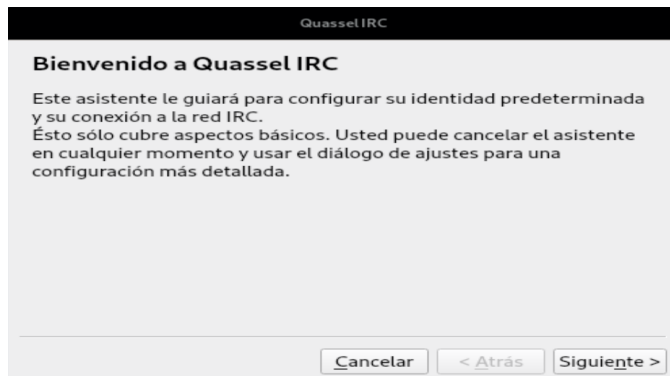 Quassel IRC
Bienvenido a Quassel IRC
Este asistente le guiará para configurar su identidad predeterminada
y su conexión a la red IRC.
Ésto sólo cubre aspectos básicos. Usted puede cancelar el asistente
en cualquier momento y usar el diálogo de ajustes para una
configuración más detallada.
Cancelar < Atrás Siguiente >